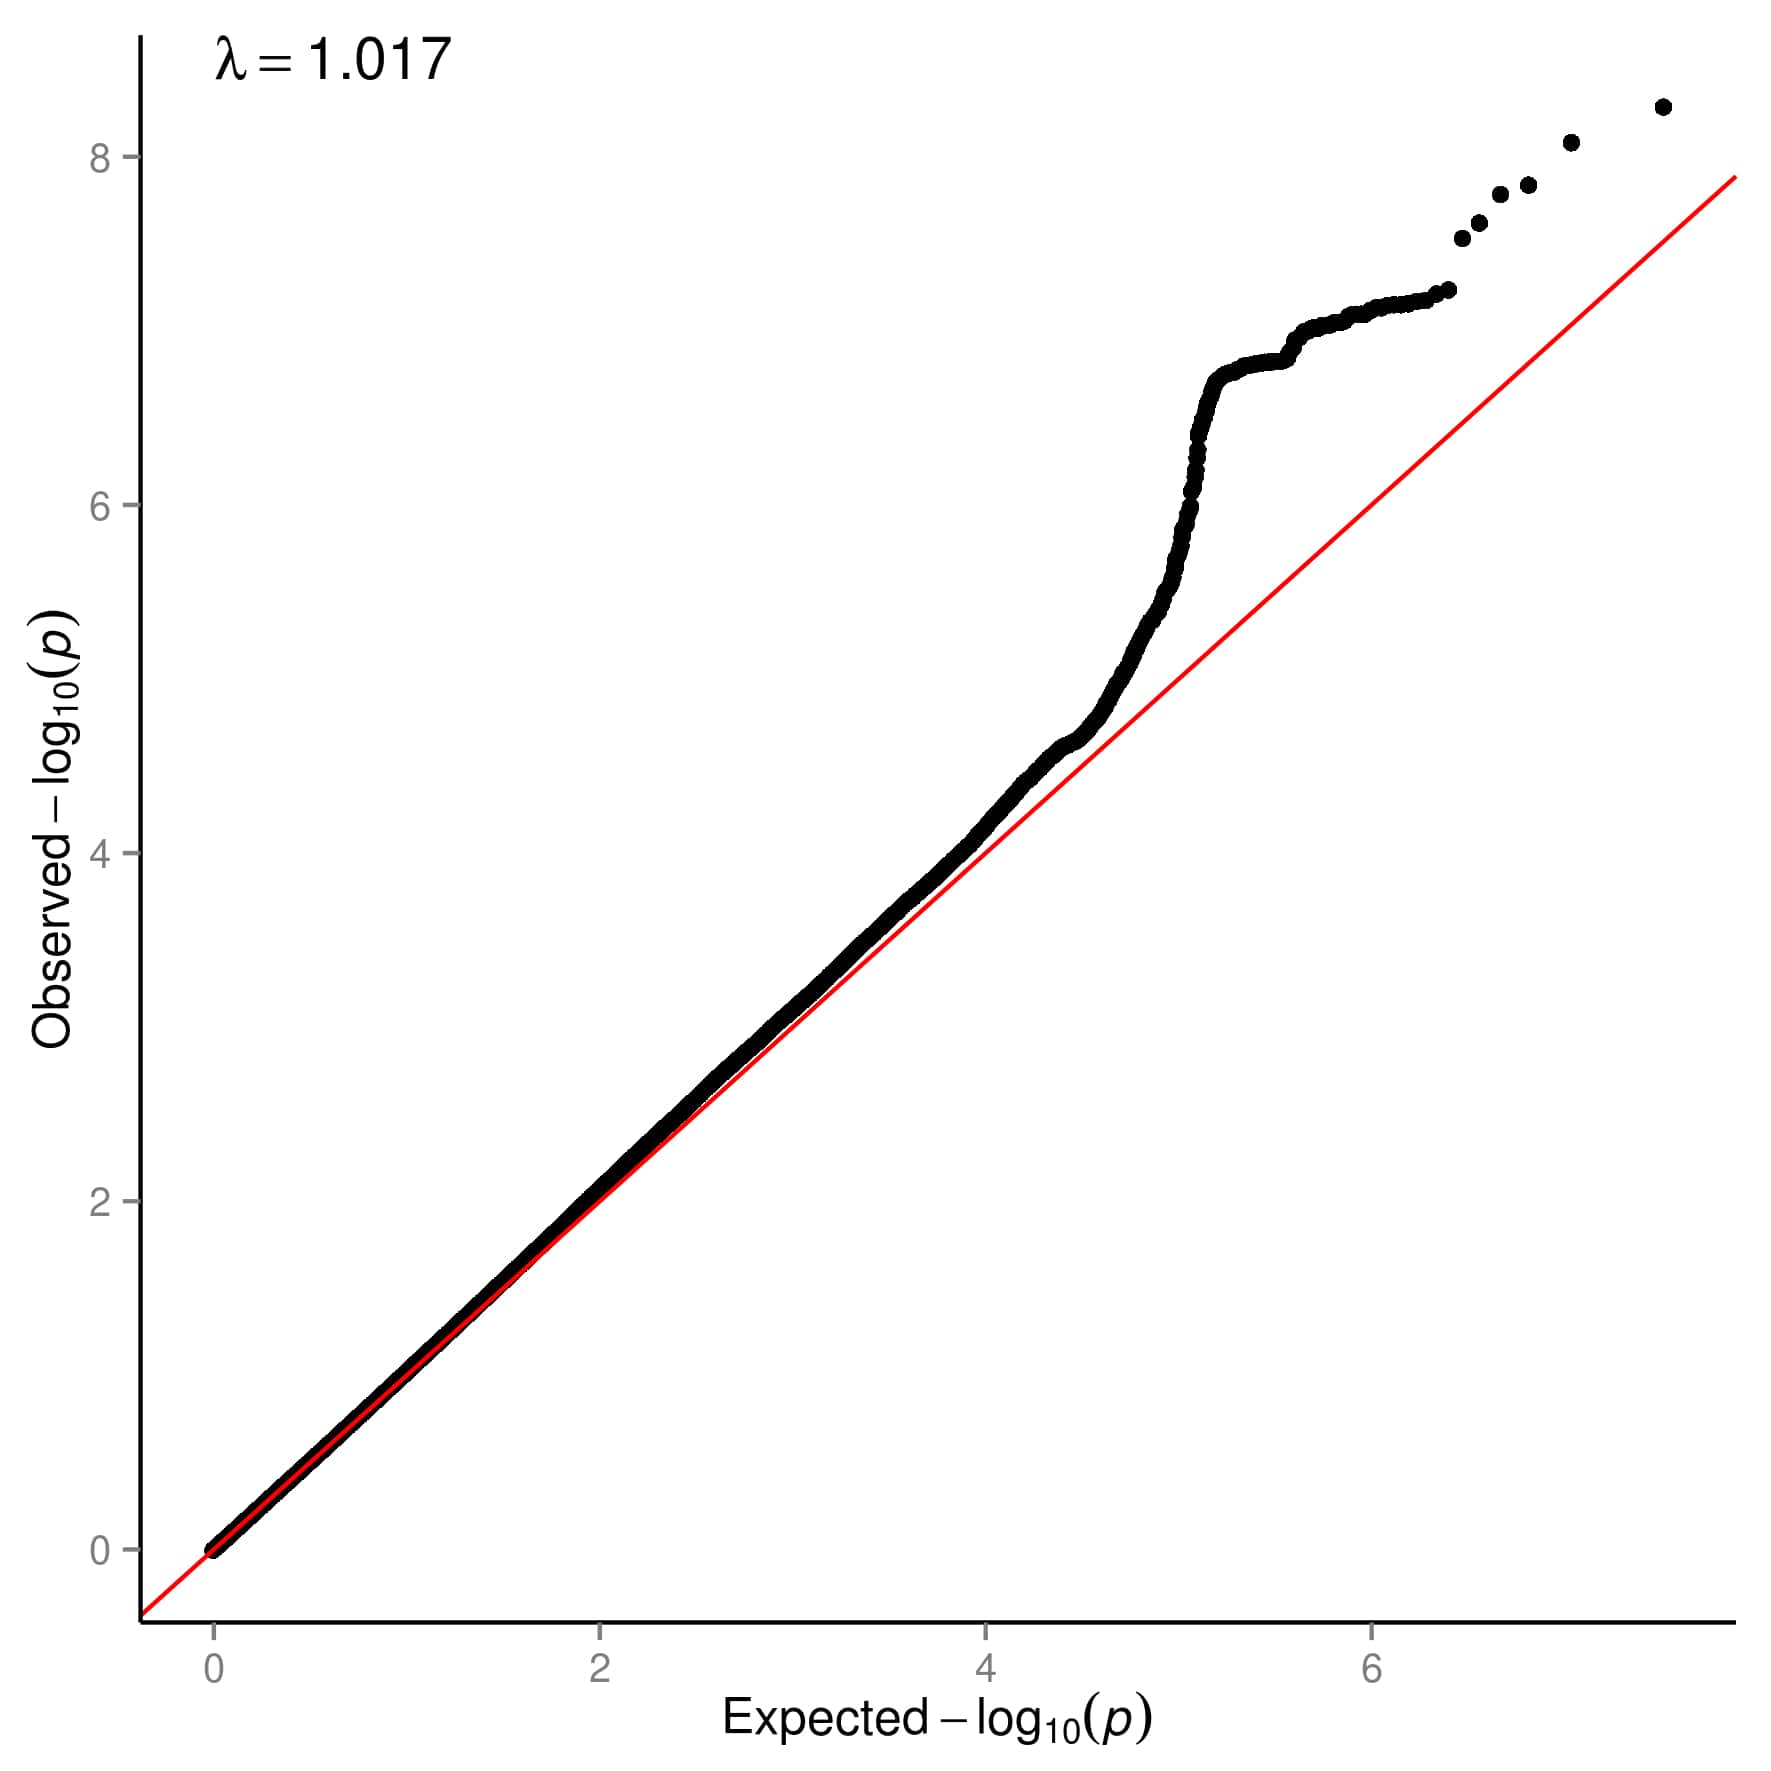 λ = 1.017
8
6
4
2
0
Observed −log₁₀(p)
0 2 4 6
Expected −log₁₀(p)